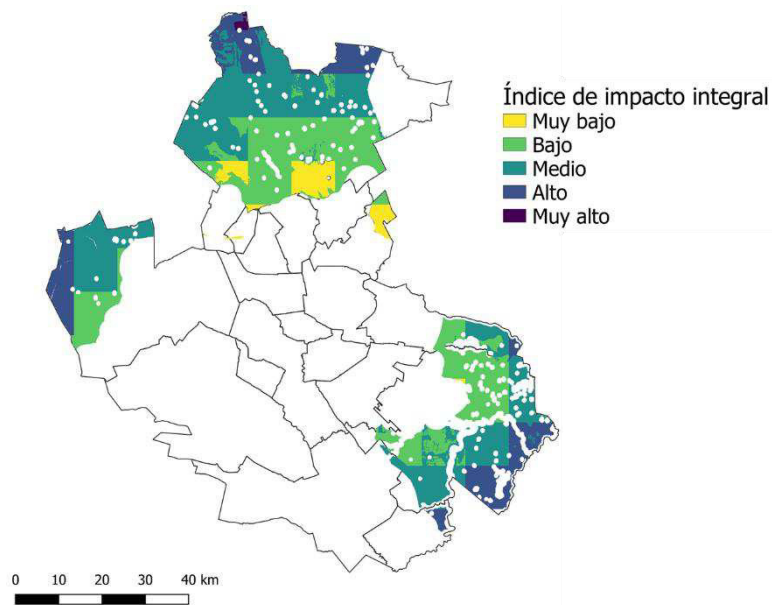 Índice de impacto integral
Muy bajo
Bajo
Medio
Alto
Muy alto
0 10 20 30 40 km